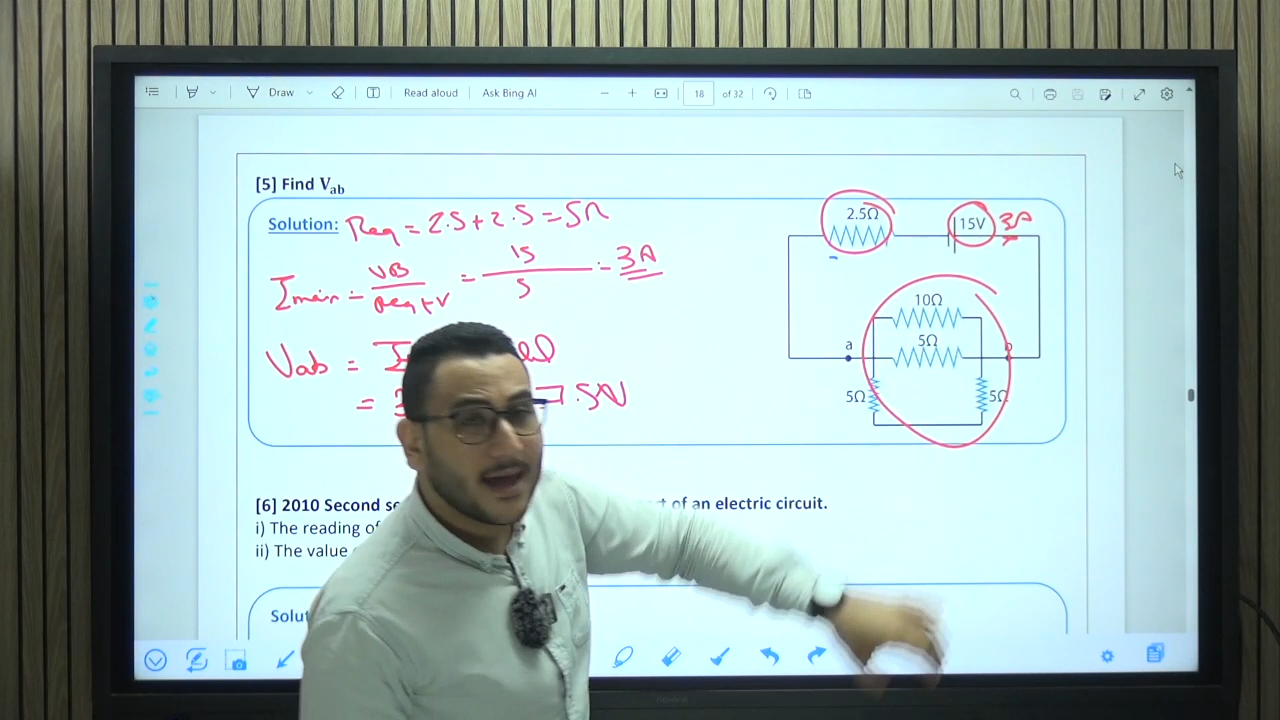 Draw
Read aloud
Ask Bing AI
18 of 32
[5] Find Vab
Solution: Req = 2.5 + 2.5 = 5Ω
Imain = VB / Req + r = 15 / 5 = 3A
Vab =
= 3 7.5V
2.5Ω
15V
3A
10Ω
5Ω
a
b
5Ω
5Ω
[6] 2010 Second of an electric circuit.
i) The reading of
ii) The value